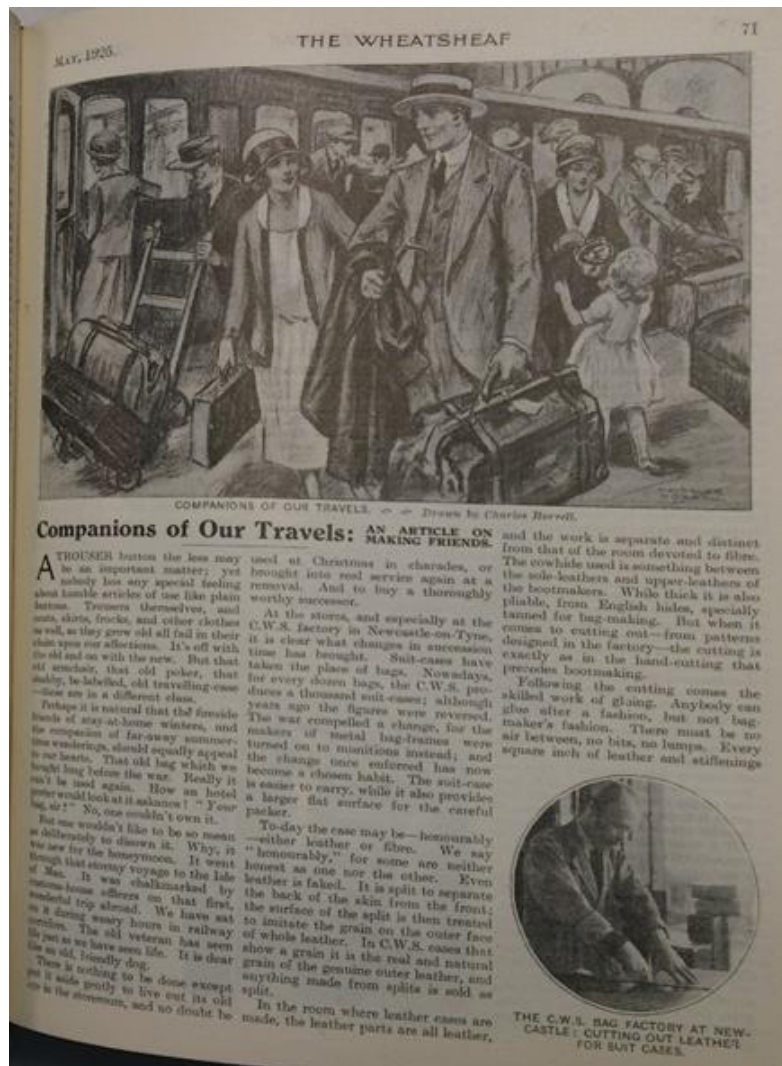 MAY, 1925.
THE WHEATSHEAF
71
COMPANIONS OF OUR TRAVELS. Drawn by Charles Horrell.
Companions of Our Travels: AN ARTICLE ON
MAKING FRIENDS.
A TROUSER button the less may
be an important matter; yet
nobody has any special feeling
about humble articles of use like plain
buttons. Trousers themselves, and
coats, skirts, frocks, and other clothes
as well, as they grow old all fail in their
claim upon our affections. It's off with
the old and on with the new. But that
old armchair, that old poker, that
shabby, be-labelled, old travelling-case
—these are in a different class.
Perhaps it is natural that the fireside
friends of stay-at-home winters, and
the companion of far-away summer-
time wanderings, should equally appeal
to our hearts. That old bag which we
bought long before the war. Really it
can't be used again. How an hotel
porter would look at it askance! "Your
bag, sir!" No, one couldn't own it.
But one wouldn't like to be so mean
as deliberately to disown it. Why, it
was new for the honeymoon. It went
through that stormy voyage to the Isle
of Man. It was chalkmarked by
customs-house officers on that first,
wonderful trip abroad. We have sat
on it during weary hours in railway
corridors. The old veteran has seen
life just as we have seen life. It is dear
like an old, friendly dog.
There is nothing to be done except
put it aside gently to live out its old
age in the storeroom, and no doubt be
used at Christmas in charades, or
brought into real service again at a
removal. And to buy a thoroughly
worthy successor.
At the stores, and especially at the
C.W.S. factory in Newcastle-on-Tyne,
it is clear what changes in succession
time has brought. Suit-cases have
taken the place of bags. Nowadays,
for every dozen bags, the C.W.S. pro-
duces a thousand suit-cases; although
years ago the figures were reversed.
The war compelled a change, for the
makers of metal bag-frames were
turned on to munitions instead; and
the change once enforced has now
become a chosen habit. The suit-case
is easier to carry, while it also provides
a larger flat surface for the careful
packer.
To-day the case may be—honourably
—either leather or fibre. We say
"honourably," for some are neither
honest as one nor the other. Even
leather is faked. It is split to separate
the back of the skin from the front;
the surface of the split is then treated
to imitate the grain on the outer face
of whole leather. In C.W.S. cases that
show a grain it is the real and natural
grain of the genuine outer leather, and
anything made from splits is sold as
split.
In the room where leather cases are
made, the leather parts are all leather,
and the work is separate and distinct
from that of the room devoted to fibre.
The cowhide used is something between
the sole-leathers and upper-leathers of
the bootmakers. While thick it is also
pliable, from English hides, specially
tanned for bag-making. But when it
comes to cutting out—from patterns
designed in the factory—the cutting is
exactly as in the hand-cutting that
precedes bootmaking.
Following the cutting comes the
skilled work of gluing. Anybody can
glue after a fashion, but not bag-
maker's fashion. There must be no
air between, no bits, no lumps. Every
square inch of leather and stiffenings
THE C.W.S. BAG FACTORY AT NEW-
CASTLE: CUTTING OUT LEATHER
FOR SUIT CASES.